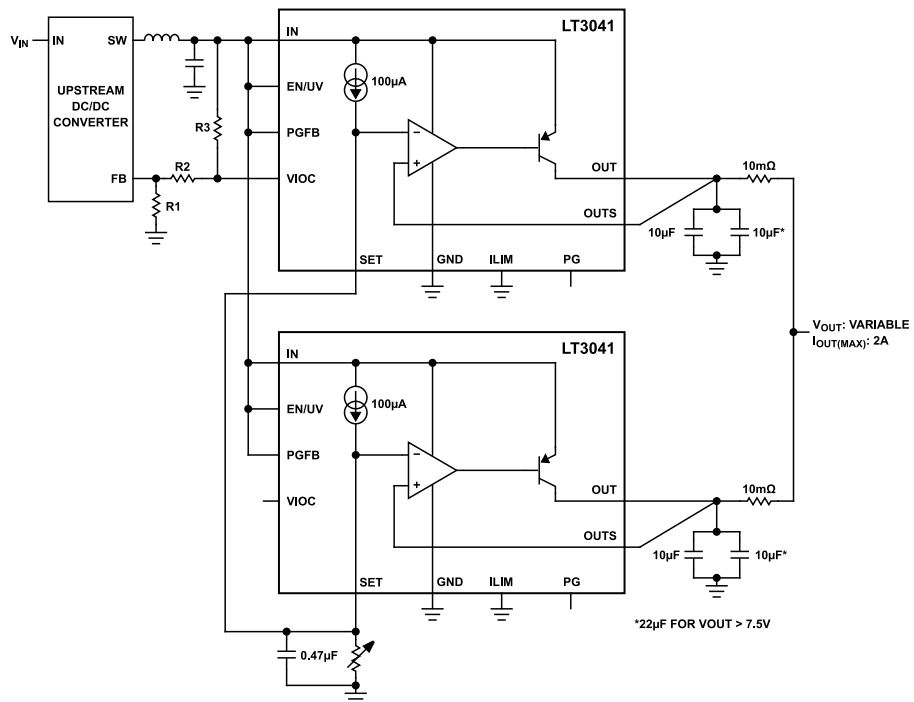 LT3041
V_IN
IN
SW
UPSTREAM
DC/DC
CONVERTER
FB
R1
R2
R3
IN
EN/UV
PGFB
VIOC
100µA
−
+
OUT
OUTS
SET
GND
ILIM
PG
10mΩ
10µF
10µF*
LT3041
IN
EN/UV
PGFB
VIOC
100µA
−
+
OUT
OUTS
SET
GND
ILIM
PG
10mΩ
10µF
10µF*
V_OUT: VARIABLE
I_OUT(MAX): 2A
*22µF FOR VOUT > 7.5V
0.47µF